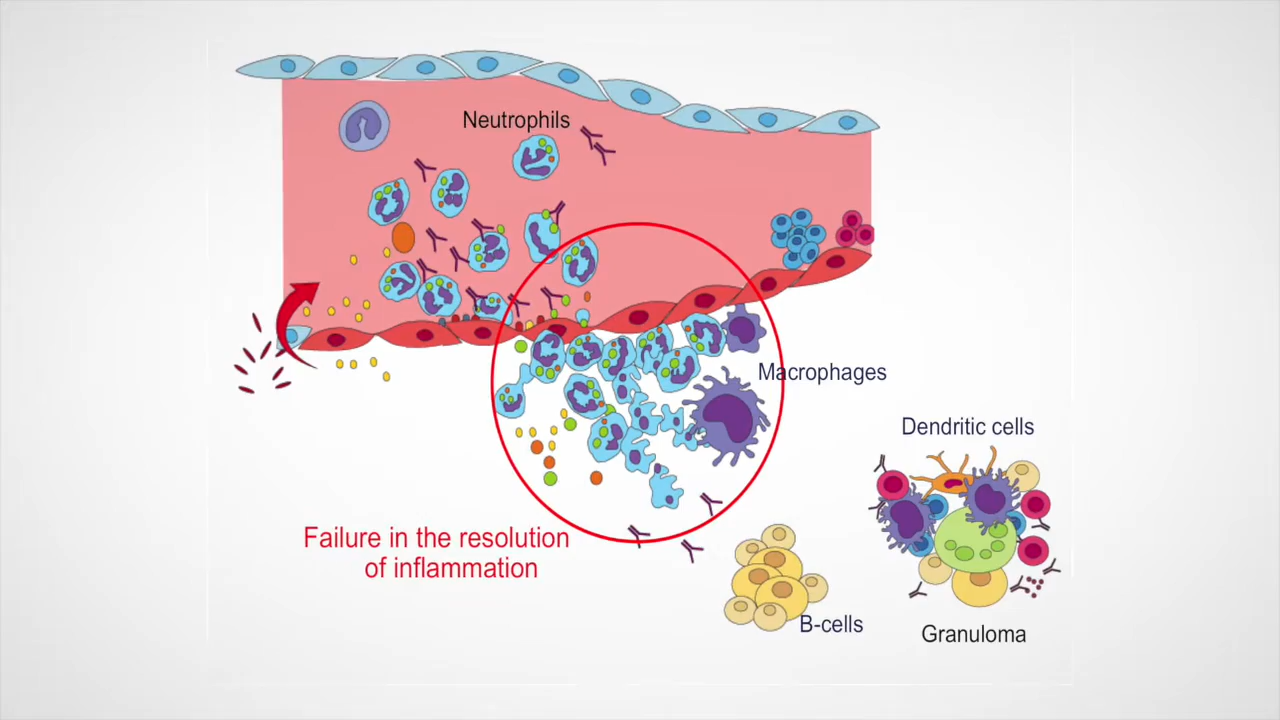 Neutrophils
Macrophages
Dendritic cells
Failure in the resolution
of inflammation
B-cells
Granuloma